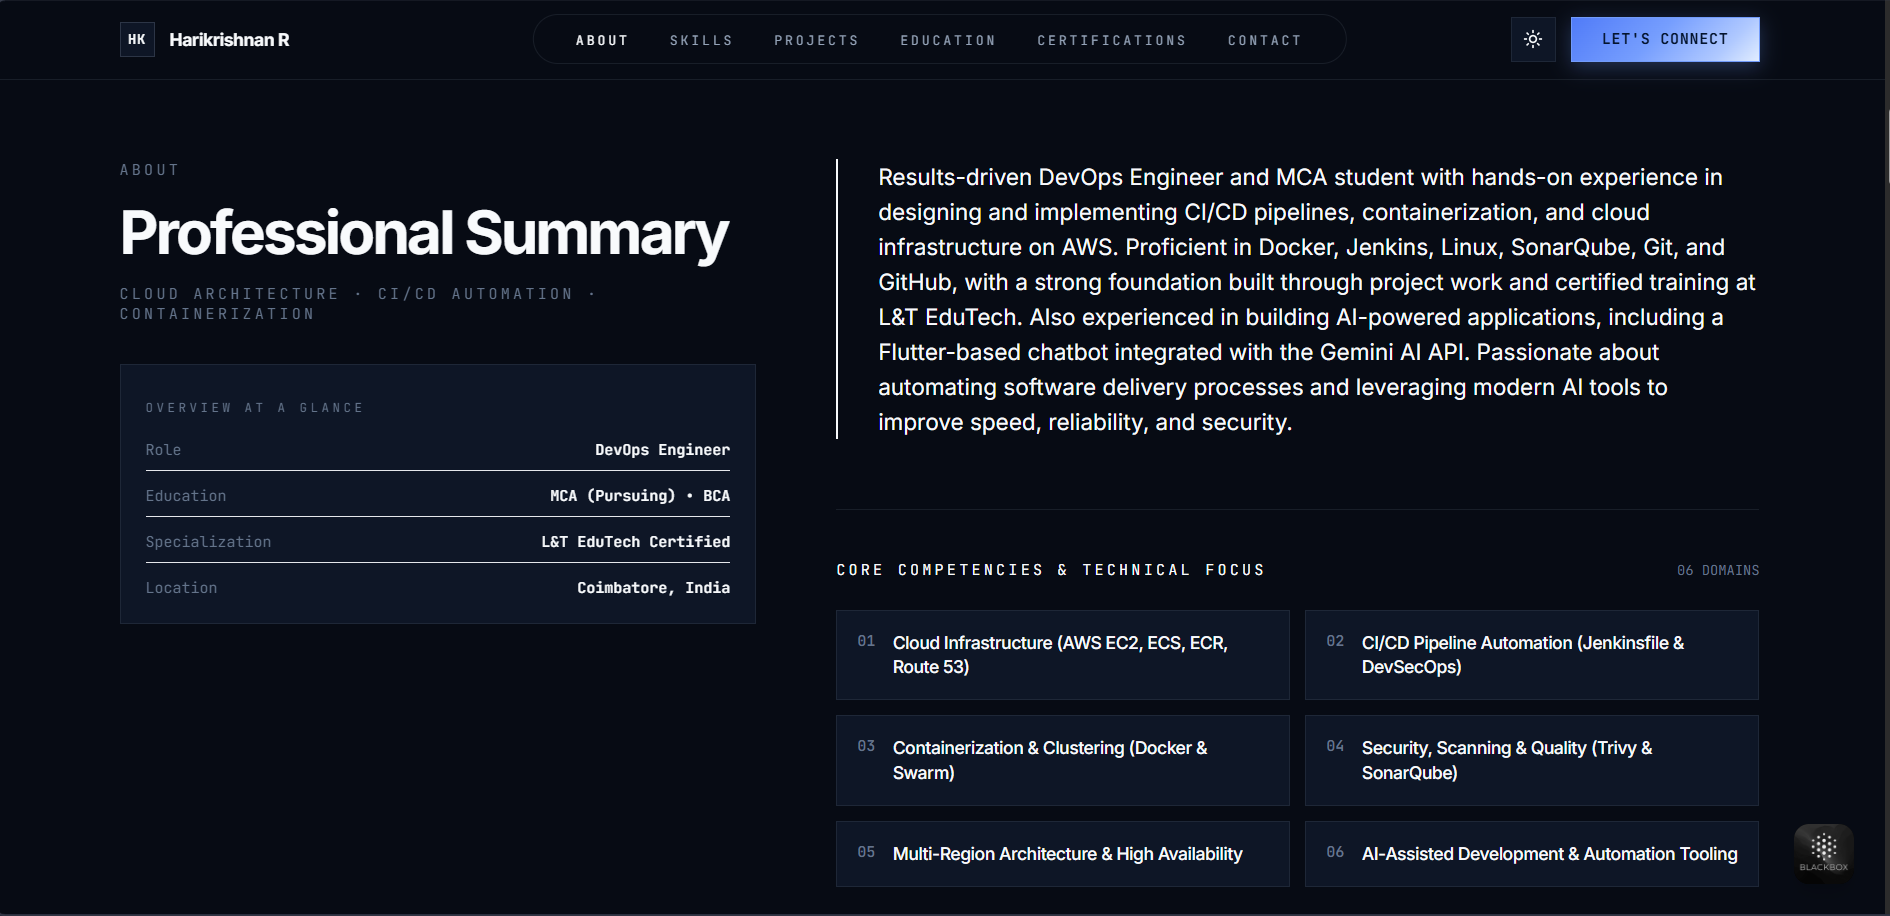 HK
Harikrishnan R
ABOUT
SKILLS
PROJECTS
EDUCATION
CERTIFICATIONS
CONTACT
LET'S CONNECT
ABOUT
Professional Summary
CLOUD ARCHITECTURE · CI/CD AUTOMATION ·
CONTAINERIZATION
OVERVIEW AT A GLANCE
Role DevOps Engineer
Education MCA (Pursuing) • BCA
Specialization L&T EduTech Certified
Location Coimbatore, India
Results-driven DevOps Engineer and MCA student with hands-on experience in
designing and implementing CI/CD pipelines, containerization, and cloud
infrastructure on AWS. Proficient in Docker, Jenkins, Linux, SonarQube, Git, and
GitHub, with a strong foundation built through project work and certified training at
L&T EduTech. Also experienced in building AI-powered applications, including a
Flutter-based chatbot integrated with the Gemini AI API. Passionate about
automating software delivery processes and leveraging modern AI tools to
improve speed, reliability, and security.
CORE COMPETENCIES & TECHNICAL FOCUS
06 DOMAINS
01 Cloud Infrastructure (AWS EC2, ECS, ECR,
Route 53)
02 CI/CD Pipeline Automation (Jenkinsfile &
DevSecOps)
03 Containerization & Clustering (Docker &
Swarm)
04 Security, Scanning & Quality (Trivy &
SonarQube)
05 Multi-Region Architecture & High Availability
06 AI-Assisted Development & Automation Tooling
BLACKBOX